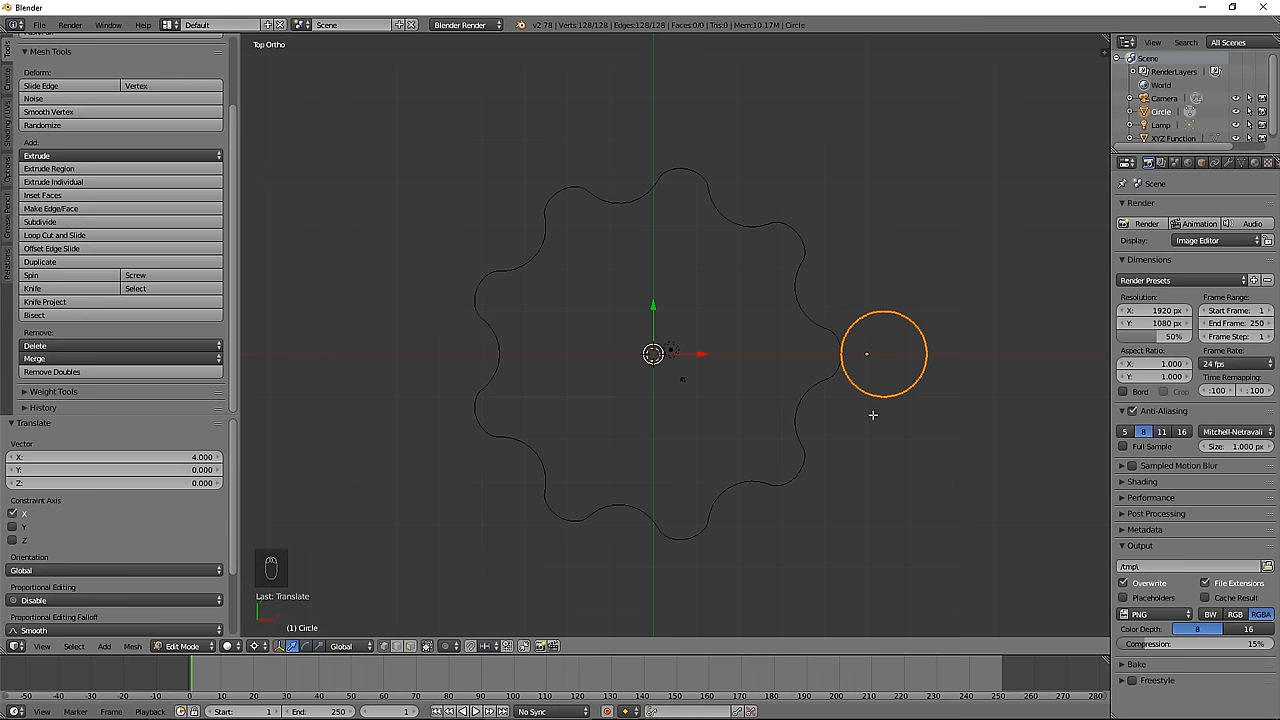 Blender
File Render Window Help Default Scene Blender Render v2.78 | Verts:128/128 | Edges:128/128 | Faces:0/0 | Tris:0 | Mem:10.17M | Circle
Tools
Create
Shading / UVs
Options
Grease Pencil
Relations
Mesh Tools
Deform:
Slide Edge Vertex
Noise
Smooth Vertex
Randomize
Add:
Extrude
Extrude Region
Extrude Individual
Inset Faces
Make Edge/Face
Subdivide
Loop Cut and Slide
Offset Edge Slide
Duplicate
Spin Screw
Knife Select
Knife Project
Bisect
Remove:
Delete
Merge
Remove Doubles
Weight Tools
History
Translate
Vector
X: 4.000
Y: 0.000
Z: 0.000
Constraint Axis
X
Y
Z
Orientation
Global
Proportional Editing
Disable
Proportional Editing Falloff
Smooth
Top Ortho
Last: Translate
(1) Circle
View Select Add Mesh Edit Mode Global
-50 -40 -30 -20 -10 0 10 20 30 40 50 60 70 80 90 100 110 120 130 140 150 160 170 180 190 200 210 220 230 240 250 260 270 280
View Marker Frame Playback Start: 1 End: 250 1 No Sync
View Search All Scenes
Scene
RenderLayers
World
Camera
Circle
Lamp
XYZ Function
Scene
Render
Render Animation Audio
Display: Image Editor
Dimensions
Render Presets
Resolution: Frame Range:
X: 1920 px Start Frame: 1
Y: 1080 px End Frame: 250
50% Frame Step: 1
Aspect Ratio: Frame Rate:
X: 1.000 24 fps
Y: 1.000 Time Remapping:
Bord Crop :100 : 100
Anti-Aliasing
5 8 11 16 Mitchell-Netravali
Full Sample Size: 1.000 px
Sampled Motion Blur
Shading
Performance
Post Processing
Metadata
Output
/tmp\
Overwrite File Extensions
Placeholders Cache Result
PNG BW RGB RGBA
Color Depth: 8 16
Compression: 15%
Bake
Freestyle